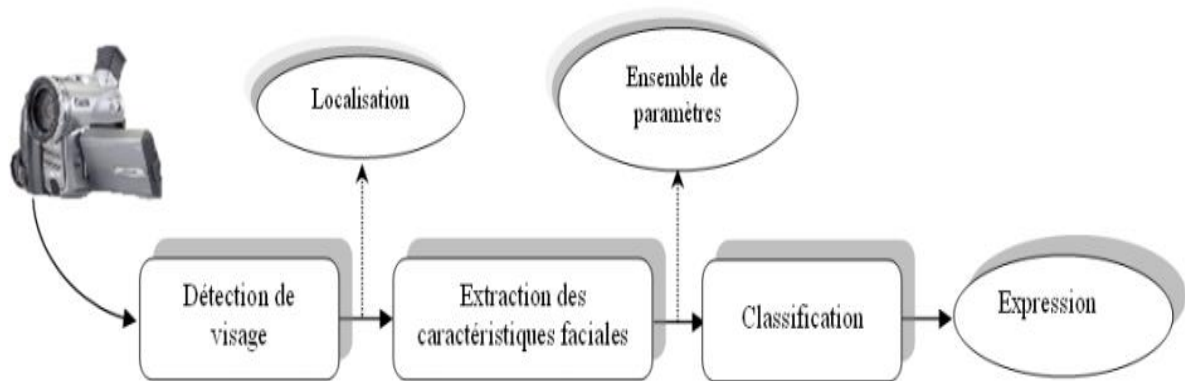 Localisation
Ensemble de
paramètres
Détection de
visage
Extraction des
caractéristiques faciales
Classification
Expression